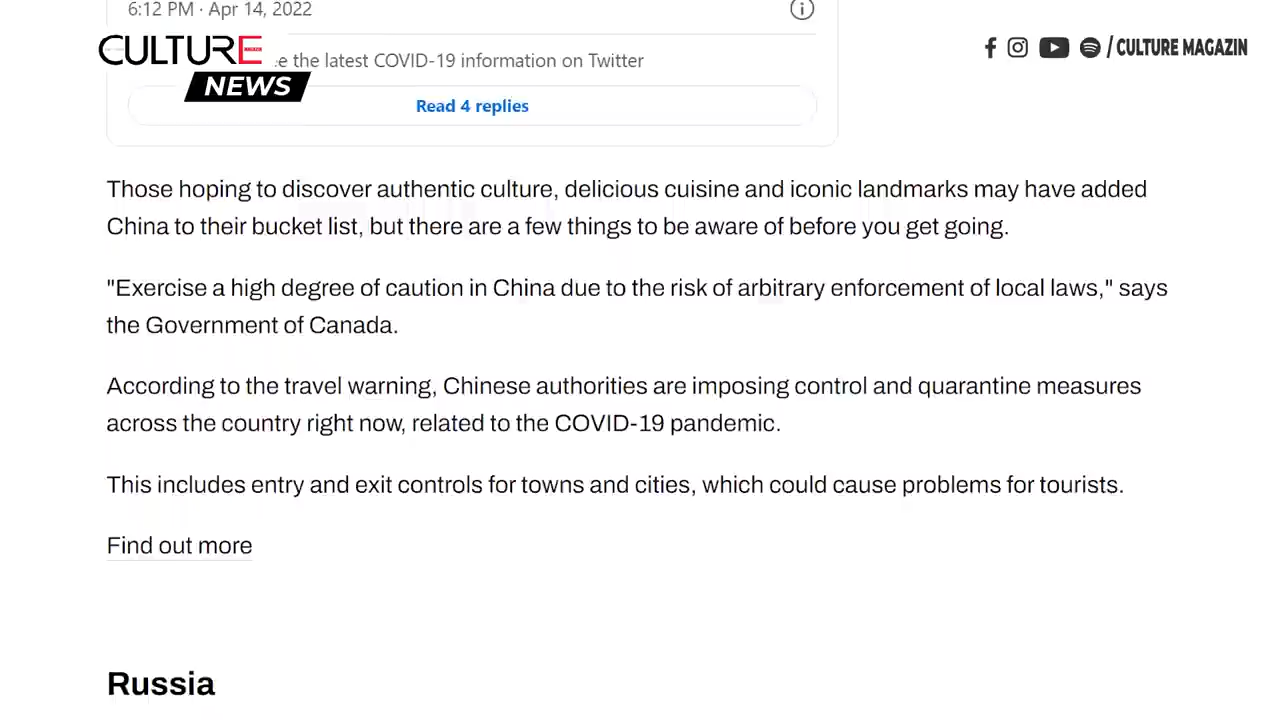 6:12 PM · Apr 14, 2022
CULTURE
NEWS
/ CULTURE MAGAZIN
the latest COVID-19 information on Twitter
Read 4 replies
Those hoping to discover authentic culture, delicious cuisine and iconic landmarks may have added
China to their bucket list, but there are a few things to be aware of before you get going.
"Exercise a high degree of caution in China due to the risk of arbitrary enforcement of local laws," says
the Government of Canada.
According to the travel warning, Chinese authorities are imposing control and quarantine measures
across the country right now, related to the COVID-19 pandemic.
This includes entry and exit controls for towns and cities, which could cause problems for tourists.
Find out more
Russia